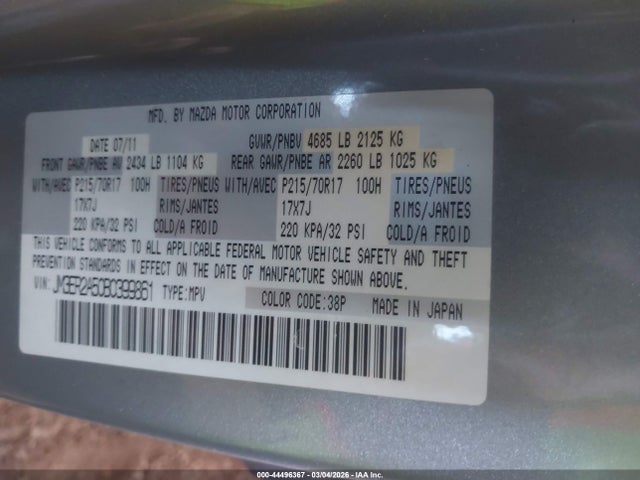 MFD. BY MAZDA MOTOR CORPORATION
DATE 07/11 GVWR/PNBV 4685 LB 2125 KG
FRONT GAWR/PNBE AV 2434 LB 1104 KG REAR GAWR/PNBE AR 2260 LB 1025 KG
WITH/AVEC P215/70R17 100H TIRES/PNEUS WITH/AVEC P215/70R17 100H TIRES/PNEUS
17X7J RIMS/JANTES 17X7J RIMS/JANTES
220 KPA/32 PSI COLD/A FROID 220 KPA/32 PSI COLD/A FROID
THIS VEHICLE CONFORMS TO ALL APPLICABLE FEDERAL MOTOR VEHICLE SAFETY AND THEFT
PREVENTION STANDARDS IN EFFECT ON THE DATE OF MANUFACTURE SHOWN ABOVE.
VIN: TYPE:MPV COLOR CODE:38P MADE IN JAPAN
000-44496367 - 03/04/2026 - IAA Inc.